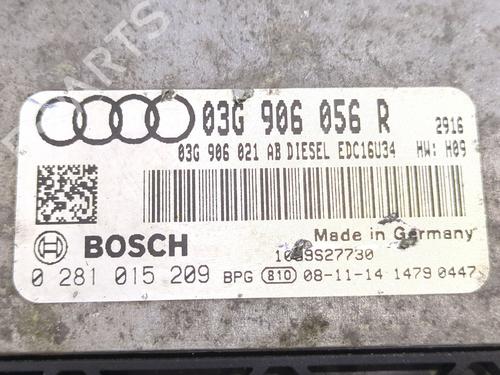 03G 906 056 R 2916
03G 906 021 AB DIESEL EDC16U34 HW: H09
Made in Germany
BOSCH
0 281 015 209 BPG 810 08-11-14 1479 0447